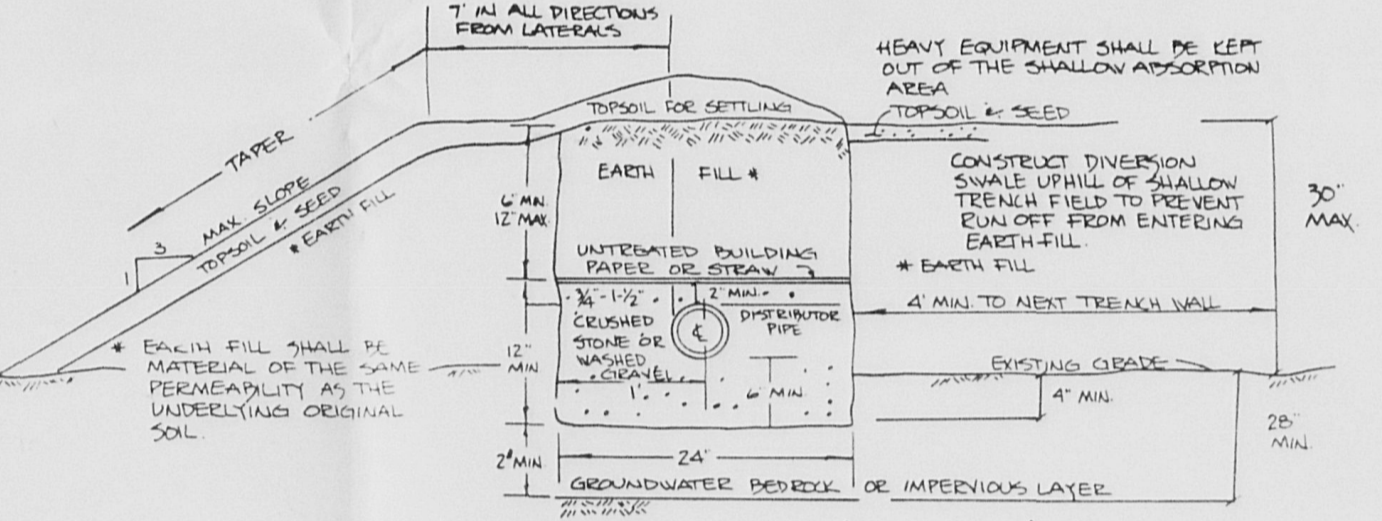 7' IN ALL DIRECTIONS
FROM LATERALS
HEAVY EQUIPMENT SHALL BE KEPT
OUT OF THE SHALLOW ABSORPTION
AREA
TOPSOIL FOR SETTLING
TOPSOIL & SEED
TAPER
EARTH FILL *
CONSTRUCT DIVERSION
SWALE UPHILL OF SHALLOW
TRENCH FIELD TO PREVENT
RUN OFF FROM ENTERING
EARTH FILL.
* EARTH FILL
30"
MAX.
6" MIN.
12" MAX.
3
1
MAX. SLOPE
TOPSOIL & SEED
* EARTH FILL
UNTREATED BUILDING
PAPER OR STRAW
3/4"-1-1/2"
CRUSHED
STONE OR
WASHED
GRAVEL
2" MIN.
DISTRIBUTOR
PIPE
℄
4' MIN. TO NEXT TRENCH WALL
* EARTH FILL SHALL BE
MATERIAL OF THE SAME
PERMEABILITY AS THE
UNDERLYING ORIGINAL
SOIL.
12"
MIN
1'
6" MIN.
EXISTING GRADE
4" MIN.
28"
MIN.
MIN.
24"
GROUNDWATER BEDROCK OR IMPERVIOUS LAYER